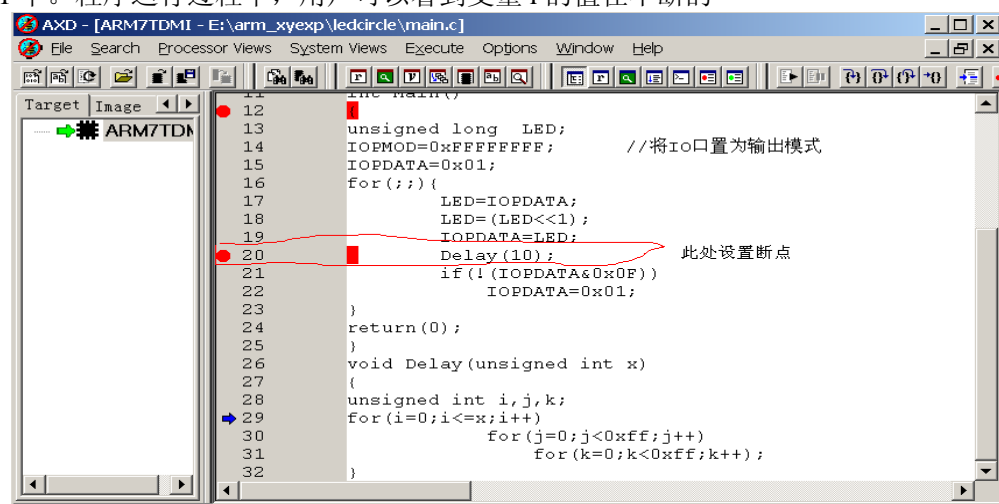 AXD - [ARM7TDMI - E:\arm_xyexp\ledcircle\main.c]
File Search Processor Views System Views Execute Options Window Help
Target Image
ARM7TDM
11 int Main()
12 {
13 unsigned long LED;
14 IOPMOD=0xFFFFFFFF; //将IO口置为输出模式
15 IOPDATA=0x01;
16 for(;;){
17 LED=IOPDATA;
18 LED=(LED<<1);
19 IOPDATA=LED;
20 Delay(10); 此处设置断点
21 if(!(IOPDATA&0x0F))
22 IOPDATA=0x01;
23 }
24 return(0);
25 }
26 void Delay(unsigned int x)
27 {
28 unsigned int i,j,k;
29 for(i=0;i<=x;i++)
30 for(j=0;j<0xff;j++)
31 for(k=0;k<0xff;k++);
32 }